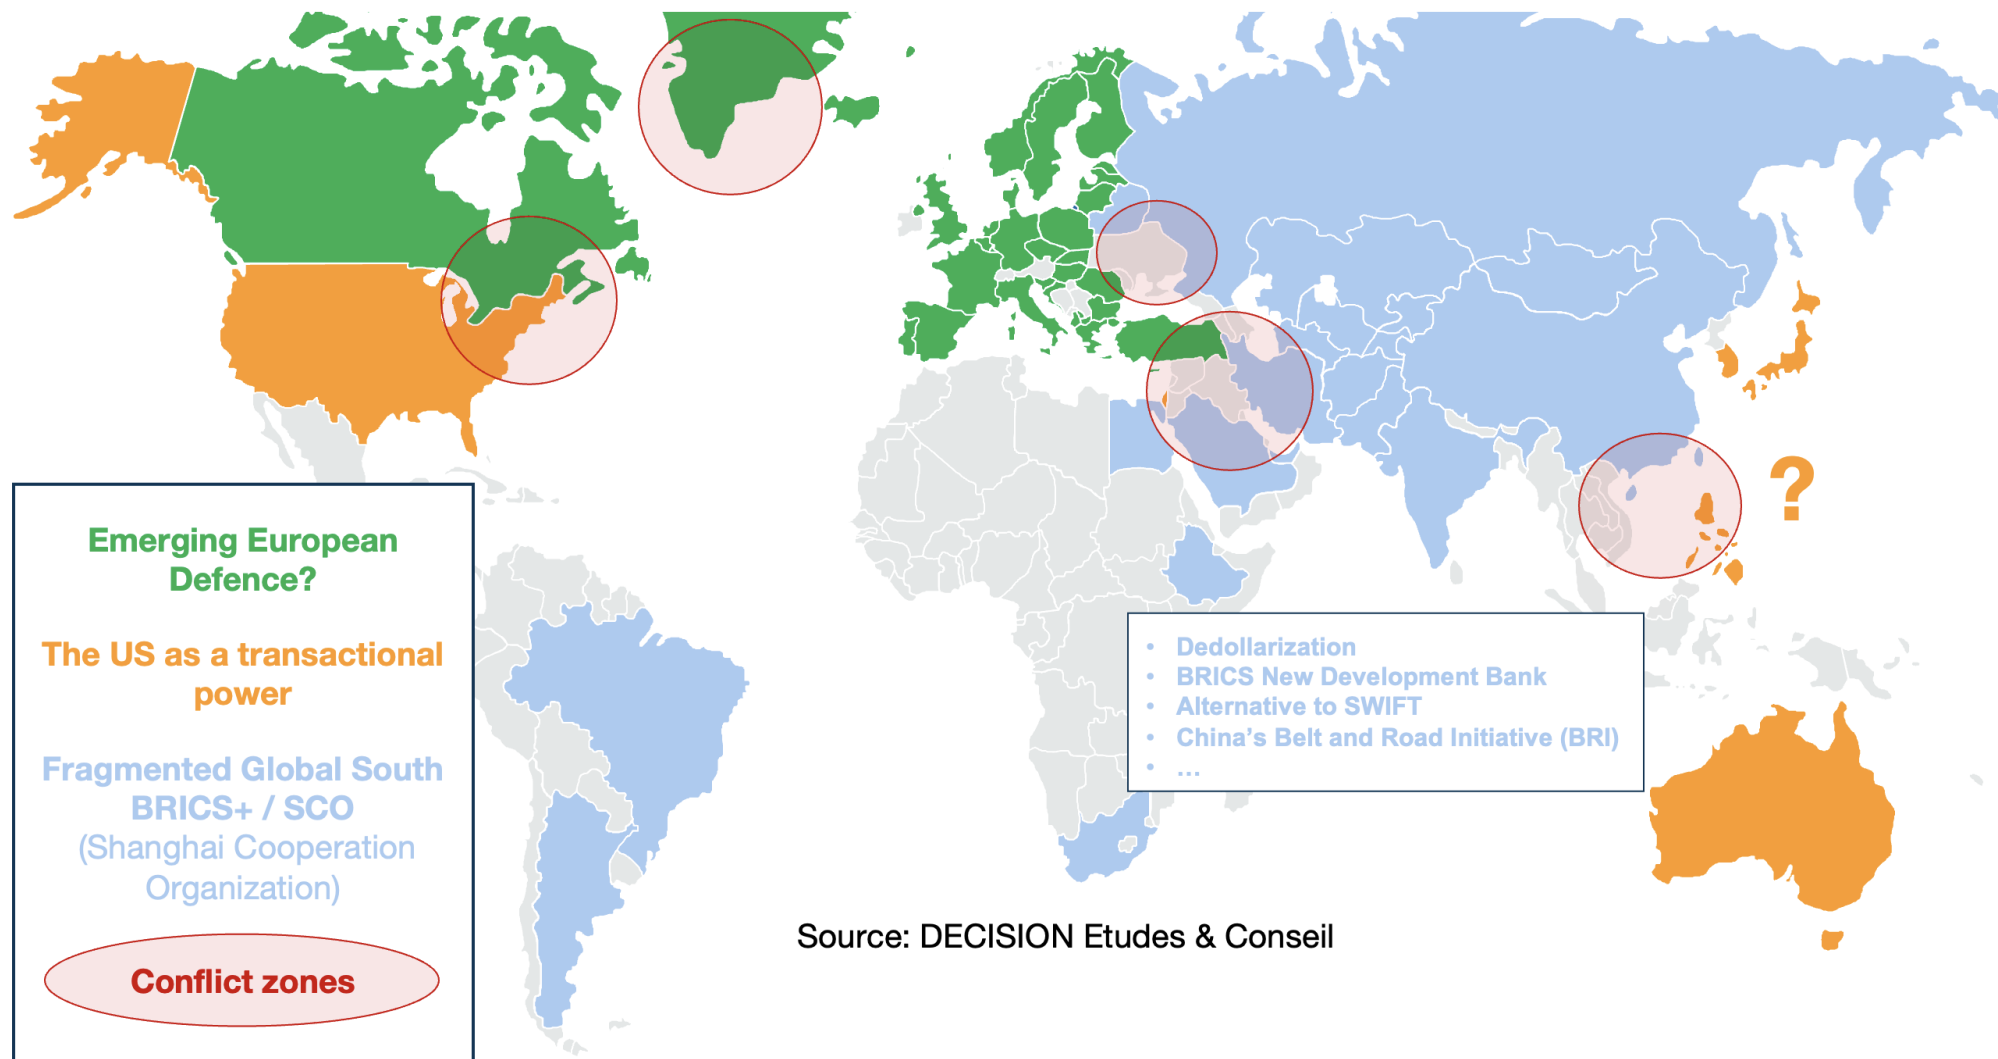 Emerging European
Defence?
The US as a transactional
power
Fragmented Global South
BRICS+ / SCO
(Shanghai Cooperation
Organization)
Conflict zones
?
• Dedollarization
• BRICS New Development Bank
• Alternative to SWIFT
• China’s Belt and Road Initiative (BRI)
• …
Source: DECISION Etudes & Conseil